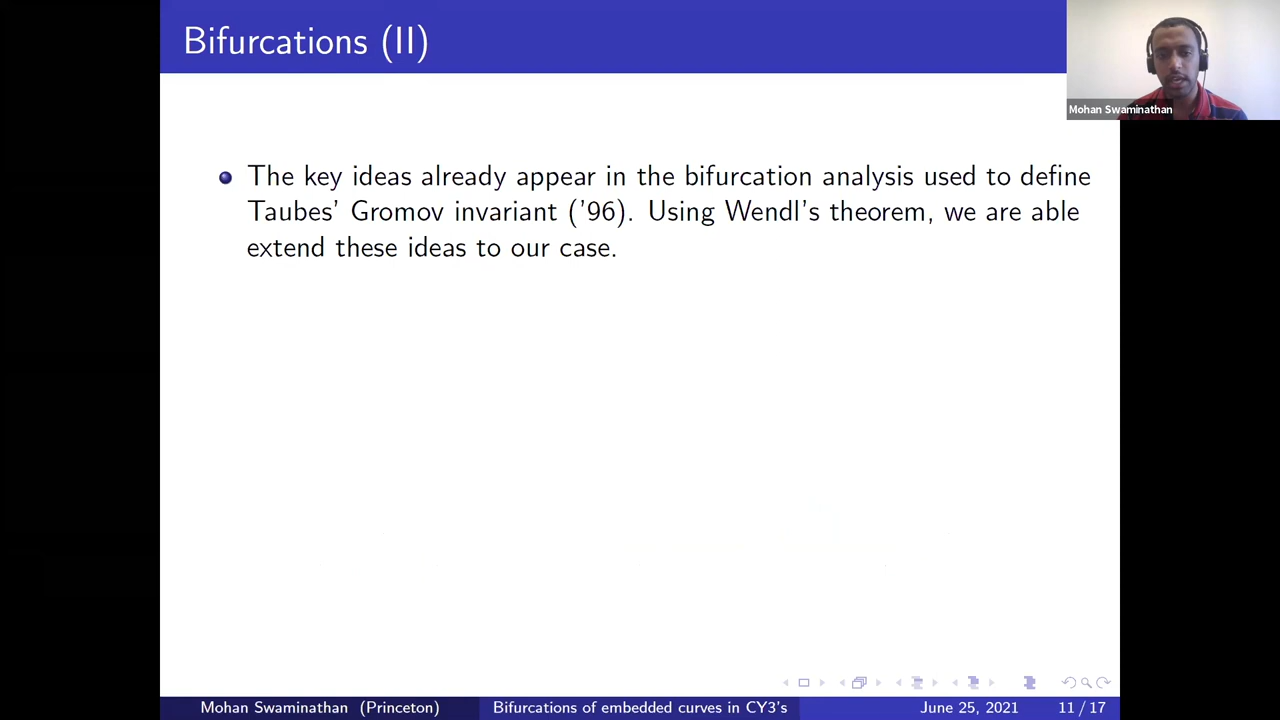 Bifurcations (II)
Mohan Swaminathan
The key ideas already appear in the bifurcation analysis used to define
Taubes' Gromov invariant ('96). Using Wendl's theorem, we are able
extend these ideas to our case.
Mohan Swaminathan (Princeton)
Bifurcations of embedded curves in CY3's
June 25, 2021
11 / 17